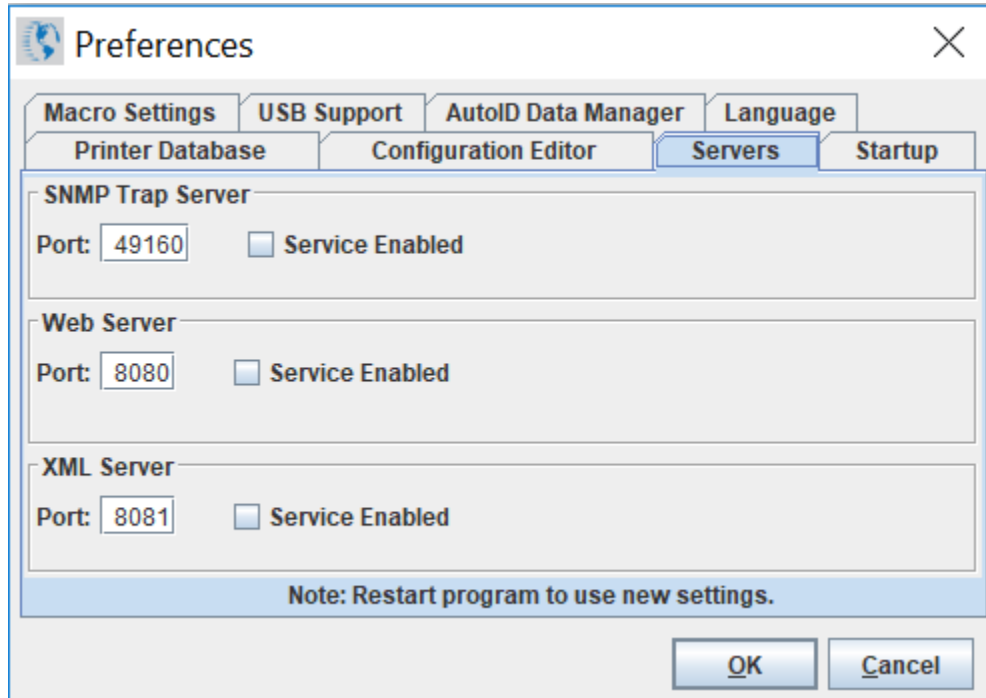 Preferences
Macro Settings USB Support AutoID Data Manager Language
Printer Database Configuration Editor Servers Startup
SNMP Trap Server
Port: 49160 Service Enabled
Web Server
Port: 8080 Service Enabled
XML Server
Port: 8081 Service Enabled
Note: Restart program to use new settings.
OK Cancel